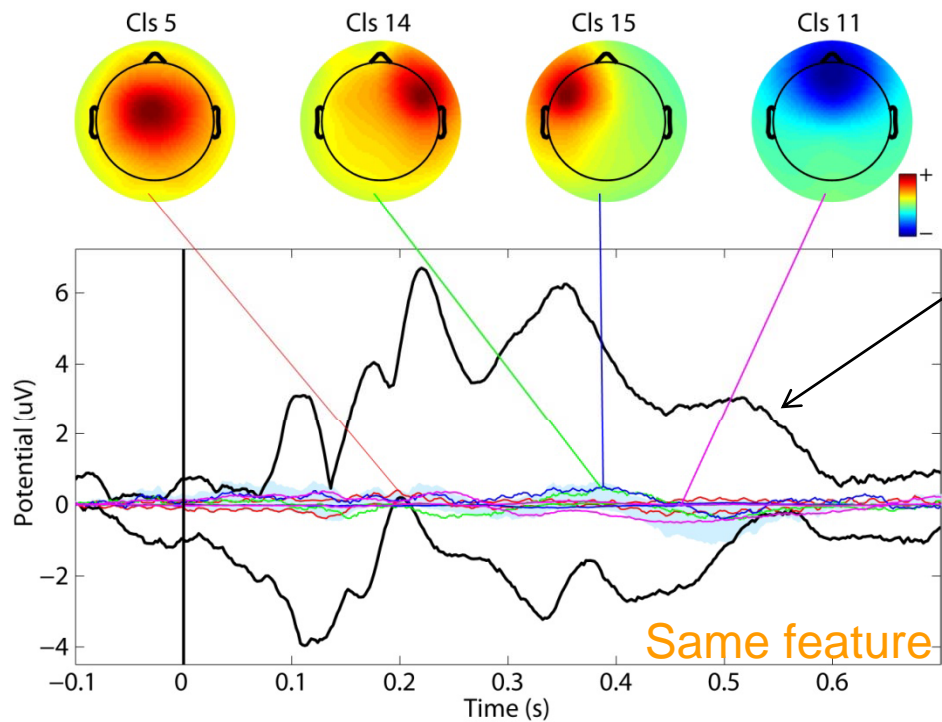 Cls 5 Cls 14 Cls 15 Cls 11
+
−
Potential (uV)
6
4
2
0
−2
−4
Same feature
−0.1 0 0.1 0.2 0.3 0.4 0.5 0.6
Time (s)